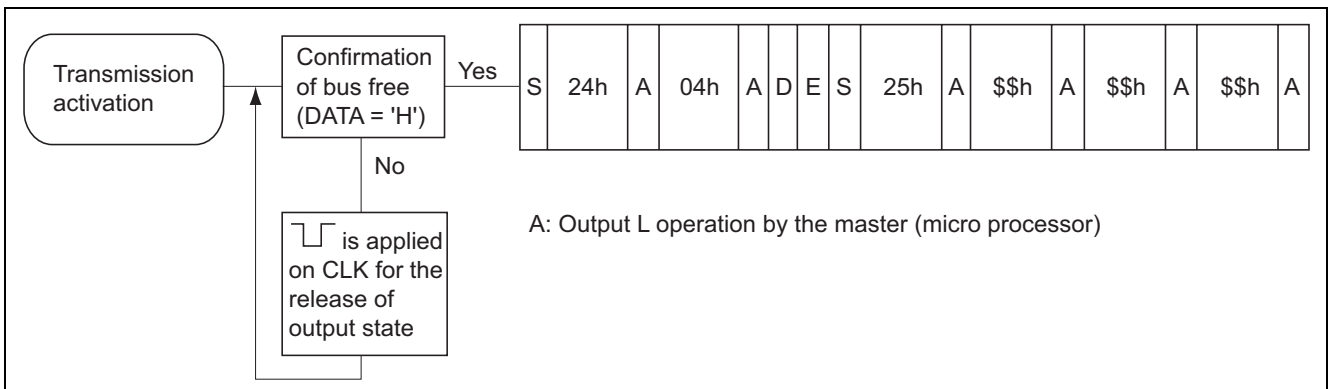 Transmission
activation
Confirmation
of bus free
(DATA = 'H')
Yes
No
is applied
on CLK for the
release of
output state
S 24h A 04h A D E S 25h A $$h A $$h A $$h A
A: Output L operation by the master (micro processor)